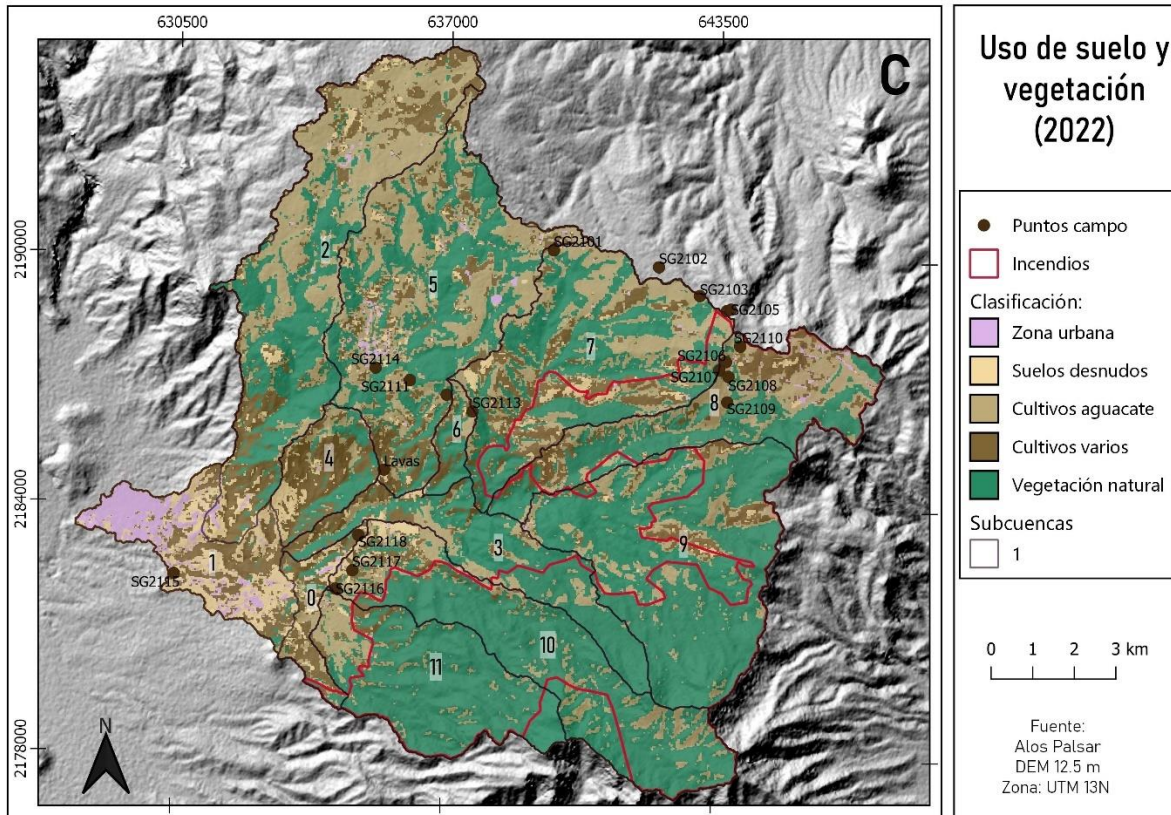 630500
637000
643500
2190000
2184000
2178000
C
2
5
7
8
6
4
3
9
1
0
10
11
SG2101
SG2102
SG2103A
SG2105
SG2110
SG2106
SG2107
SG2108
SG2109
SG2114
SG2111
SG2113
Lavas
SG2118
SG2117
SG2116
SG2115
N
Uso de suelo y
vegetación
(2022)
Puntos campo
Incendios
Clasificación:
Zona urbana
Suelos desnudos
Cultivos aguacate
Cultivos varios
Vegetación natural
Subcuencas
1
0 1 2 3 km
Fuente:
Alos Palsar
DEM 12.5 m
Zona: UTM 13N